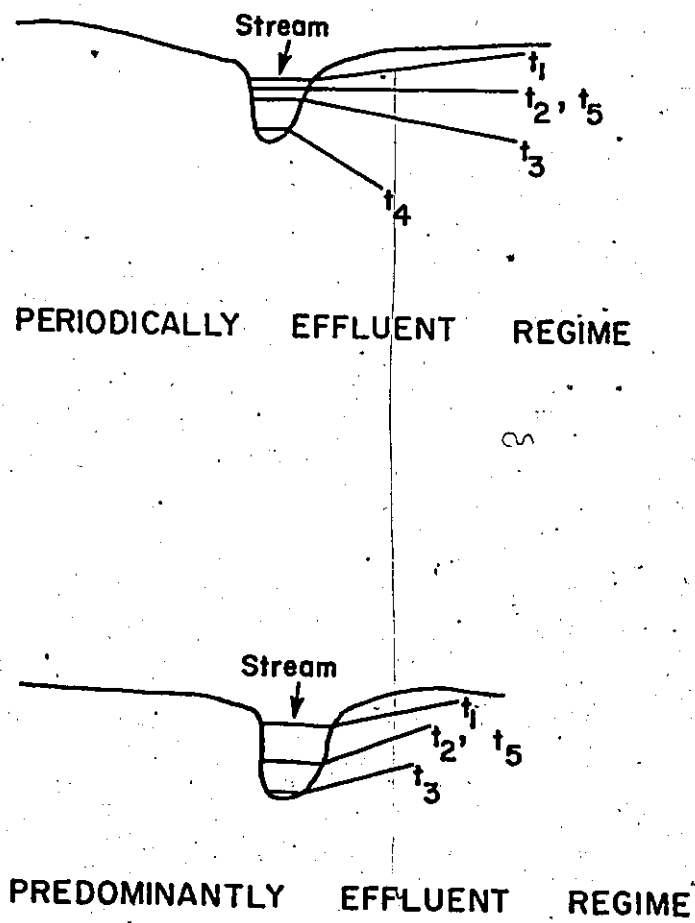 Stream
t1
t2, t5
t3
t4
PERIODICALLY EFFLUENT REGIME
Stream
t1
t2, t5
t3
PREDOMINANTLY EFFLUENT REGIME